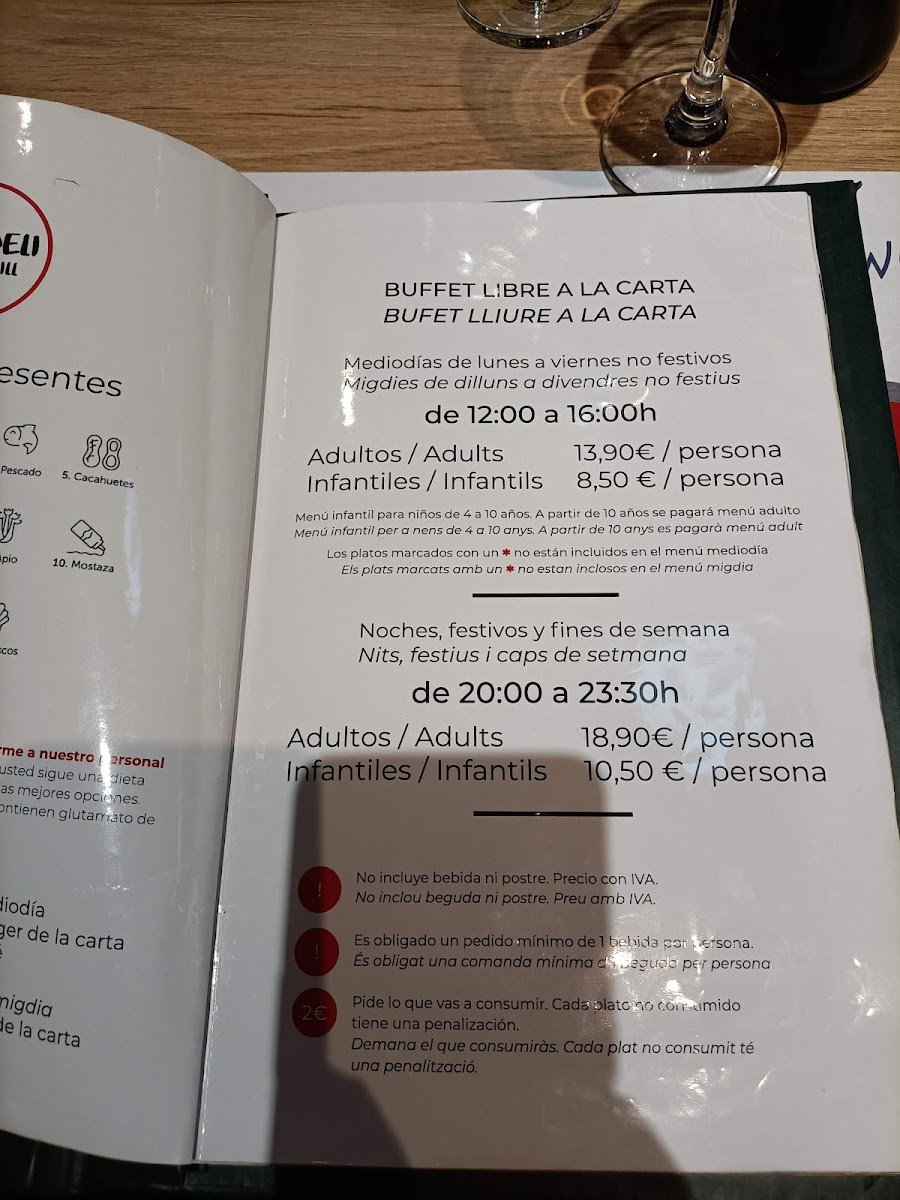 ELI
ILL
esentes
Pescado
5. Cacahuetes
Apio
10. Mostaza
scos
rme a nuestro personal
usted sigue una dieta
las mejores opciones.
ontienen glutamato de
diodía
ger de la carta
migdia
de la carta
BUFFET LIBRE A LA CARTA
BUFET LLIURE A LA CARTA
Mediodías de lunes a viernes no festivos
Migdies de dilluns a divendres no festius
de 12:00 a 16:00h
Adultos / Adults 13,90€ / persona
Infantiles / Infantils 8,50 € / persona
Menú infantil para niños de 4 a 10 años. A partir de 10 años se pagará menú adulto
Menú infantil per a nens de 4 a 10 anys. A partir de 10 anys es pagarà menú adult
Los platos marcados con un * no están incluidos en el menú mediodía
Els plats marcats amb un * no estan inclosos en el menú migdia
Noches, festivos y fines de semana
Nits, festius i caps de setmana
de 20:00 a 23:30h
Adultos / Adults 18,90€ / persona
Infantiles / Infantils 10,50 € / persona
! No incluye bebida ni postre. Precio con IVA.
No inclou beguda ni postre. Preu amb IVA.
! Es obligado un pedido mínimo de 1 bebida por persona.
És obligat una comanda mínima de beguda per persona
2€ Pide lo que vas a consumir. Cada plato no consumido
tiene una penalización.
Demana el que consumiràs. Cada plat no consumit té
una penalització.